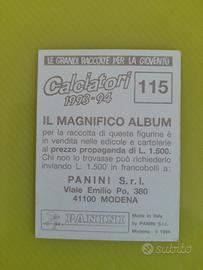 LE GRANDI RACCOLTE PER LA GIOVENTÙ
Calciatori
1993-94
115
IL MAGNIFICO ALBUM
per la raccolta di queste figurine è
in vendita nelle edicole e cartolerie
al prezzo propaganda di L. 1.500
Chi non lo trovasse può richiederlo
inviando L. 1.500 in francobolli a:
PANINI S.r.l.
Viale Emilio Po, 380
41100 MODENA
PANINI
Made in Italy
by PANINI S.r.l.
Modena - © 1994
subito